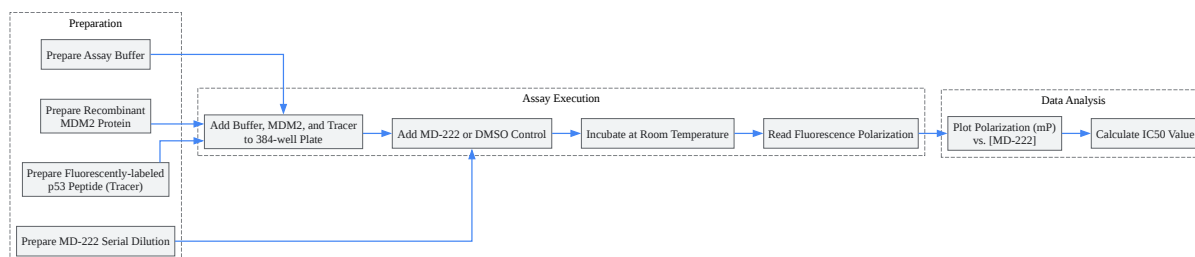 Preparation
Prepare Assay Buffer
Prepare Recombinant
MDM2 Protein
Prepare Fluorescently-labeled
p53 Peptide (Tracer)
Prepare MD-222 Serial Dilution
Assay Execution
Add Buffer, MDM2, and Tracer
to 384-well Plate
Add MD-222 or DMSO Control
Incubate at Room Temperature
Read Fluorescence Polarization
Data Analysis
Plot Polarization (mP)
vs. [MD-222]
Calculate IC50 Value